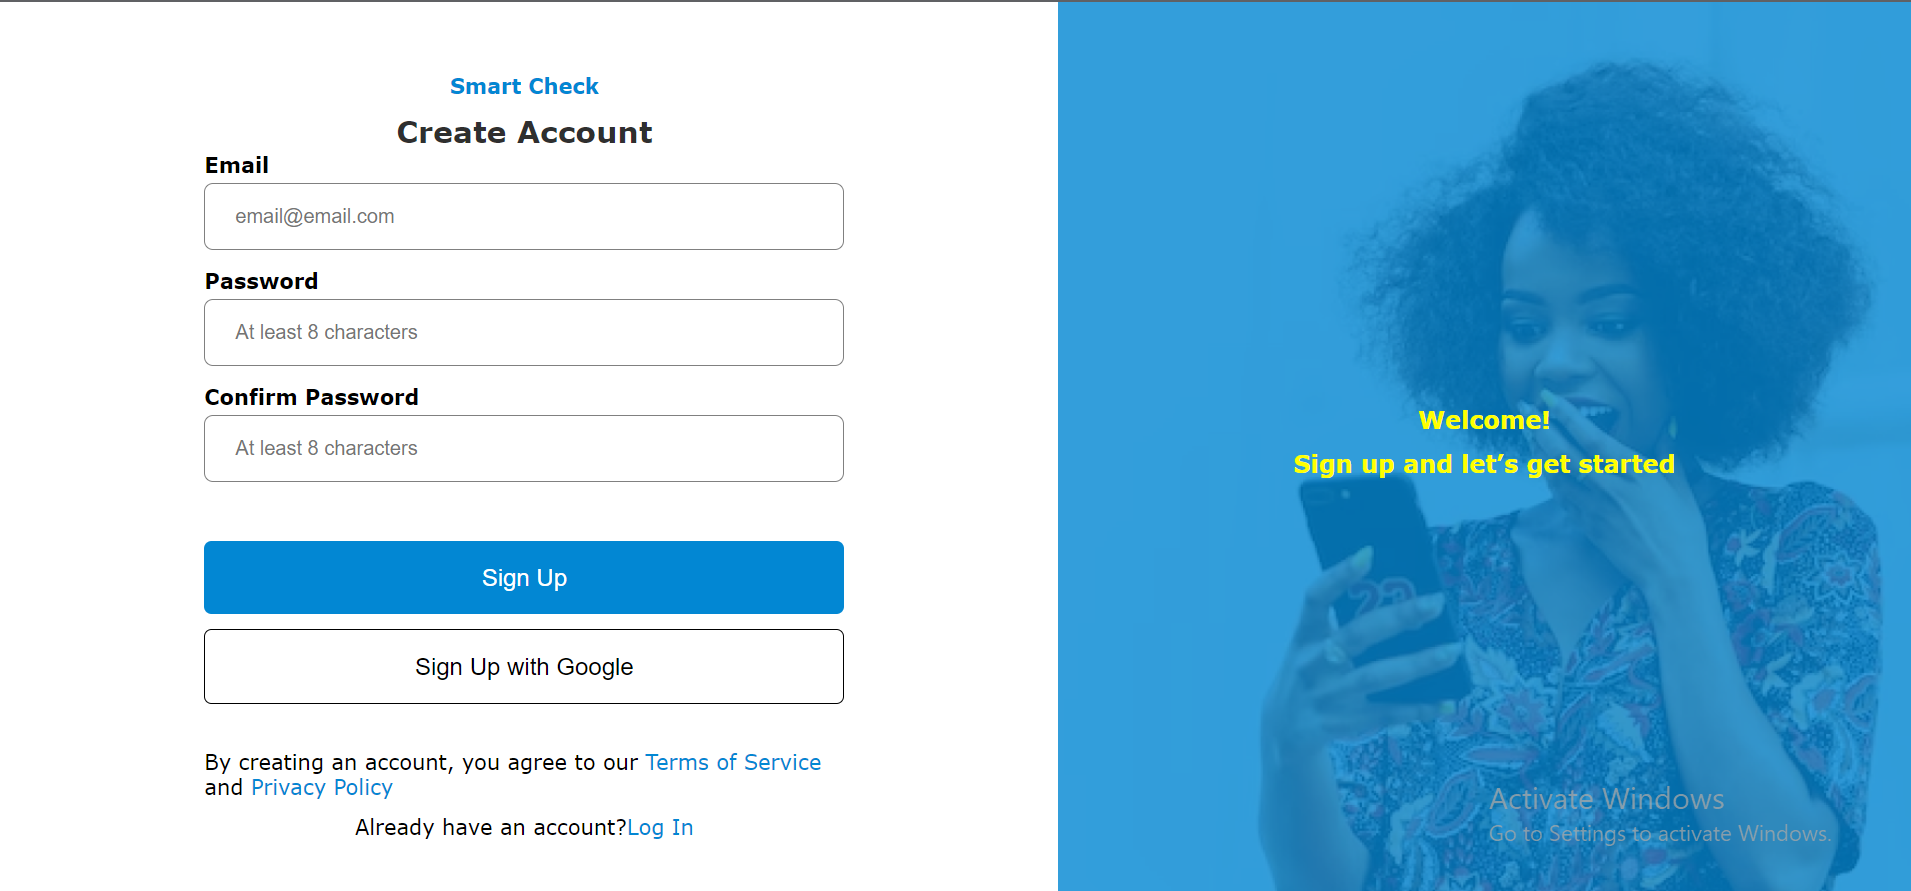 Smart Check
Create Account
Email
email@email.com
Password
At least 8 characters
Confirm Password
At least 8 characters
Sign Up
Sign Up with Google
By creating an account, you agree to our Terms of Service
and Privacy Policy
Already have an account?Log In
Welcome!
Sign up and let’s get started
23
Activate Windows
Go to Settings to activate Windows.